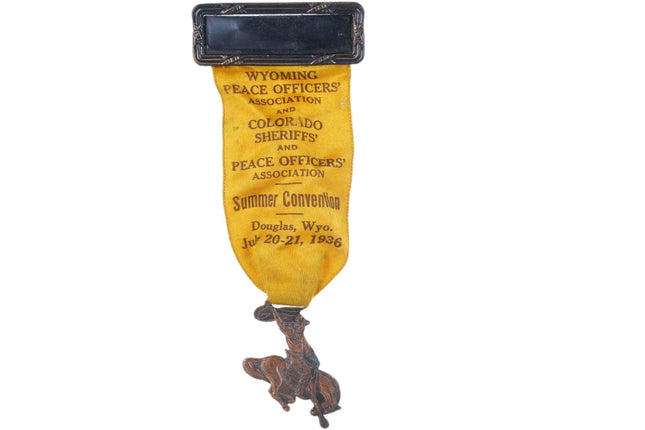 WYOMING
PEACE OFFICERS'
ASSOCIATION
AND
COLORADO
SHERIFFS'
AND
PEACE OFFICERS'
ASSOCIATION
Summer Convention
Douglas, Wyo.
July 20-21, 1936